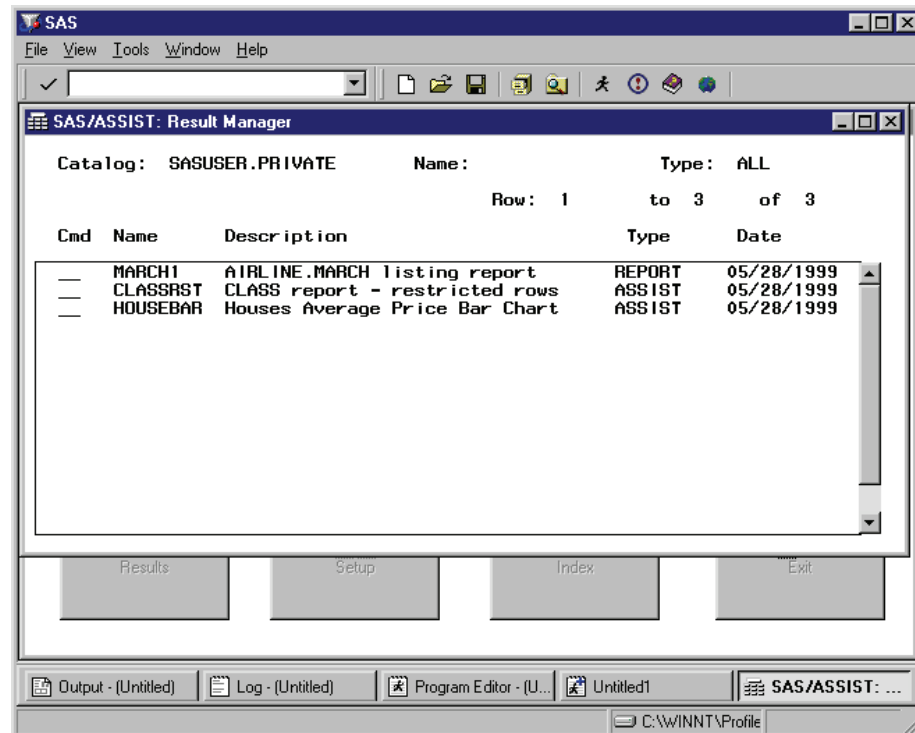 SAS
File View Tools Window Help
SAS/ASSIST: Result Manager
Catalog: SASUSER.PRIVATE Name: Type: ALL
Row: 1 to 3 of 3
Cmd Name Description Type Date
MARCH1 AIRLINE.MARCH listing report REPORT 05/28/1999
CLASSRST CLASS report - restricted rows ASSIST 05/28/1999
HOUSEBAR Houses Average Price Bar Chart ASSIST 05/28/1999
Results Setup Index Exit
Output - (Untitled) Log - (Untitled) Program Editor - (U... Untitled1 SAS/ASSIST: ...
C:\WINNT\Profile